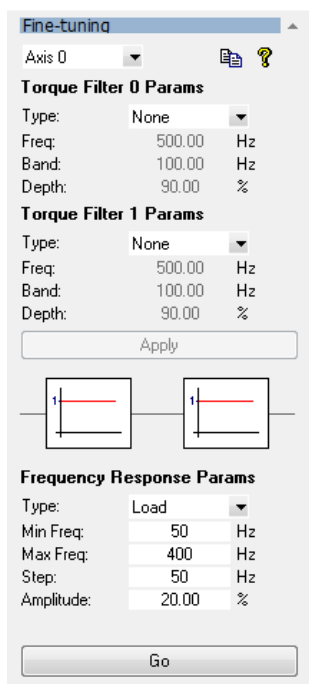 Fine-tuning
Axis 0
Torque Filter 0 Params
Type: None
Freq: 500.00 Hz
Band: 100.00 Hz
Depth: 90.00 %
Torque Filter 1 Params
Type: None
Freq: 500.00 Hz
Band: 100.00 Hz
Depth: 90.00 %
Apply
1 1
Frequency Response Params
Type: Load
Min Freq: 50 Hz
Max Freq: 400 Hz
Step: 50 Hz
Amplitude: 20.00 %
Go